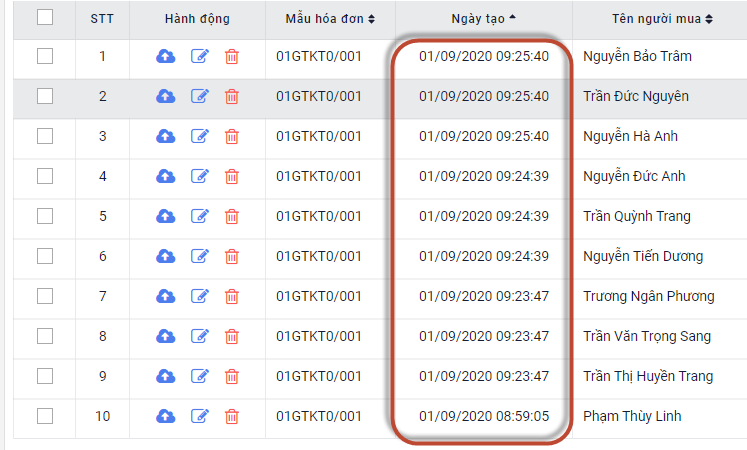 STT Hành động Mẫu hóa đơn Ngày tạo Tên người mua
1 01GTKT0/001 01/09/2020 09:25:40 Nguyễn Bảo Trâm
2 01GTKT0/001 01/09/2020 09:25:40 Trần Đức Nguyên
3 01GTKT0/001 01/09/2020 09:25:40 Nguyễn Hà Anh
4 01GTKT0/001 01/09/2020 09:24:39 Nguyễn Đức Anh
5 01GTKT0/001 01/09/2020 09:24:39 Trần Quỳnh Trang
6 01GTKT0/001 01/09/2020 09:24:39 Nguyễn Tiến Dương
7 01GTKT0/001 01/09/2020 09:23:47 Trương Ngân Phương
8 01GTKT0/001 01/09/2020 09:23:47 Trần Văn Trọng Sang
9 01GTKT0/001 01/09/2020 09:23:47 Trần Thị Huyền Trang
10 01GTKT0/001 01/09/2020 08:59:05 Phạm Thùy Linh